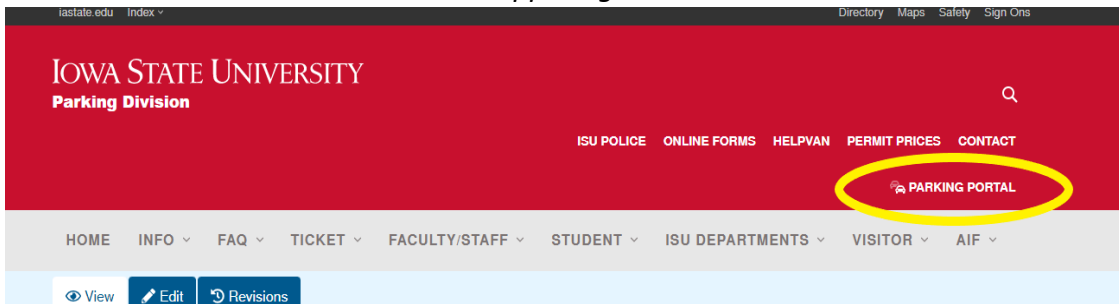 iastate.edu Index Directory Maps Safety Sign Ons
IOWA STATE UNIVERSITY
Parking Division
ISU POLICE ONLINE FORMS HELPVAN PERMIT PRICES CONTACT
PARKING PORTAL
HOME INFO FAQ TICKET FACULTY/STAFF STUDENT ISU DEPARTMENTS VISITOR AIF
View Edit Revisions